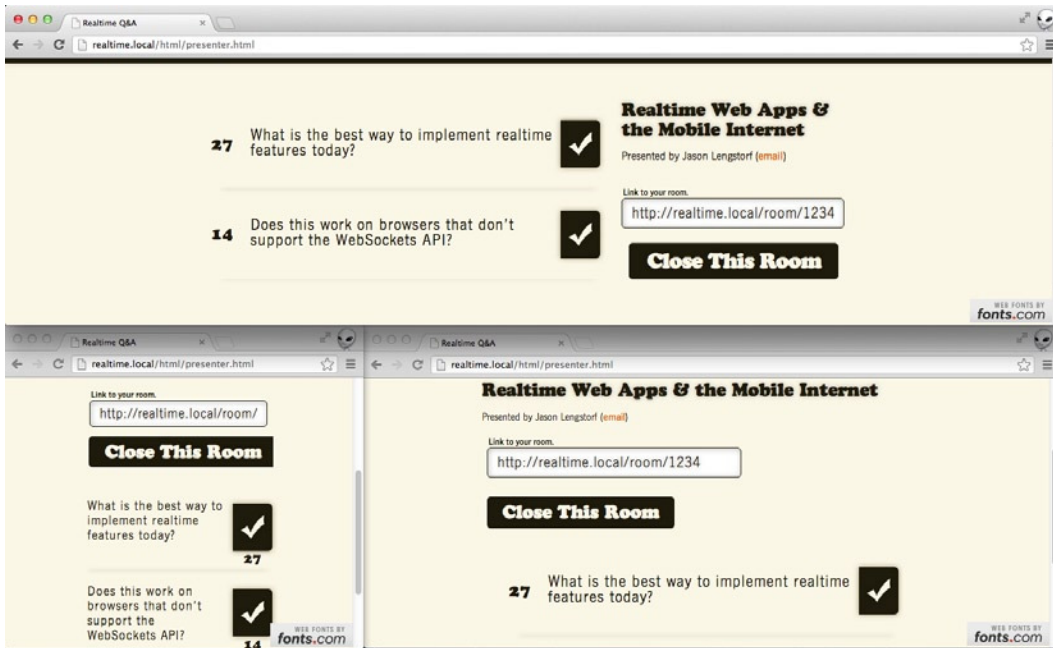 Realtime Q&A
realtime.local/html/presenter.html
27
What is the best way to implement realtime
features today?
14
Does this work on browsers that don't
support the WebSockets API?
Realtime Web Apps &
the Mobile Internet
Presented by Jason Lengstorf (email)
Link to your room.
http://realtime.local/room/1234
Close This Room
WEB FONTS BY
fonts.com
Realtime Q&A
realtime.local/html/presenter.html
Link to your room.
http://realtime.local/room/
Close This Room
What is the best way to
implement realtime
features today?
27
Does this work on
browsers that don't
support the
WebSockets API?
14
WEB FONTS BY
fonts.com
Realtime Q&A
realtime.local/html/presenter.html
Realtime Web Apps & the Mobile Internet
Presented by Jason Lengstorf (email)
Link to your room.
http://realtime.local/room/1234
Close This Room
27
What is the best way to implement realtime
features today?
WEB FONTS BY
fonts.com